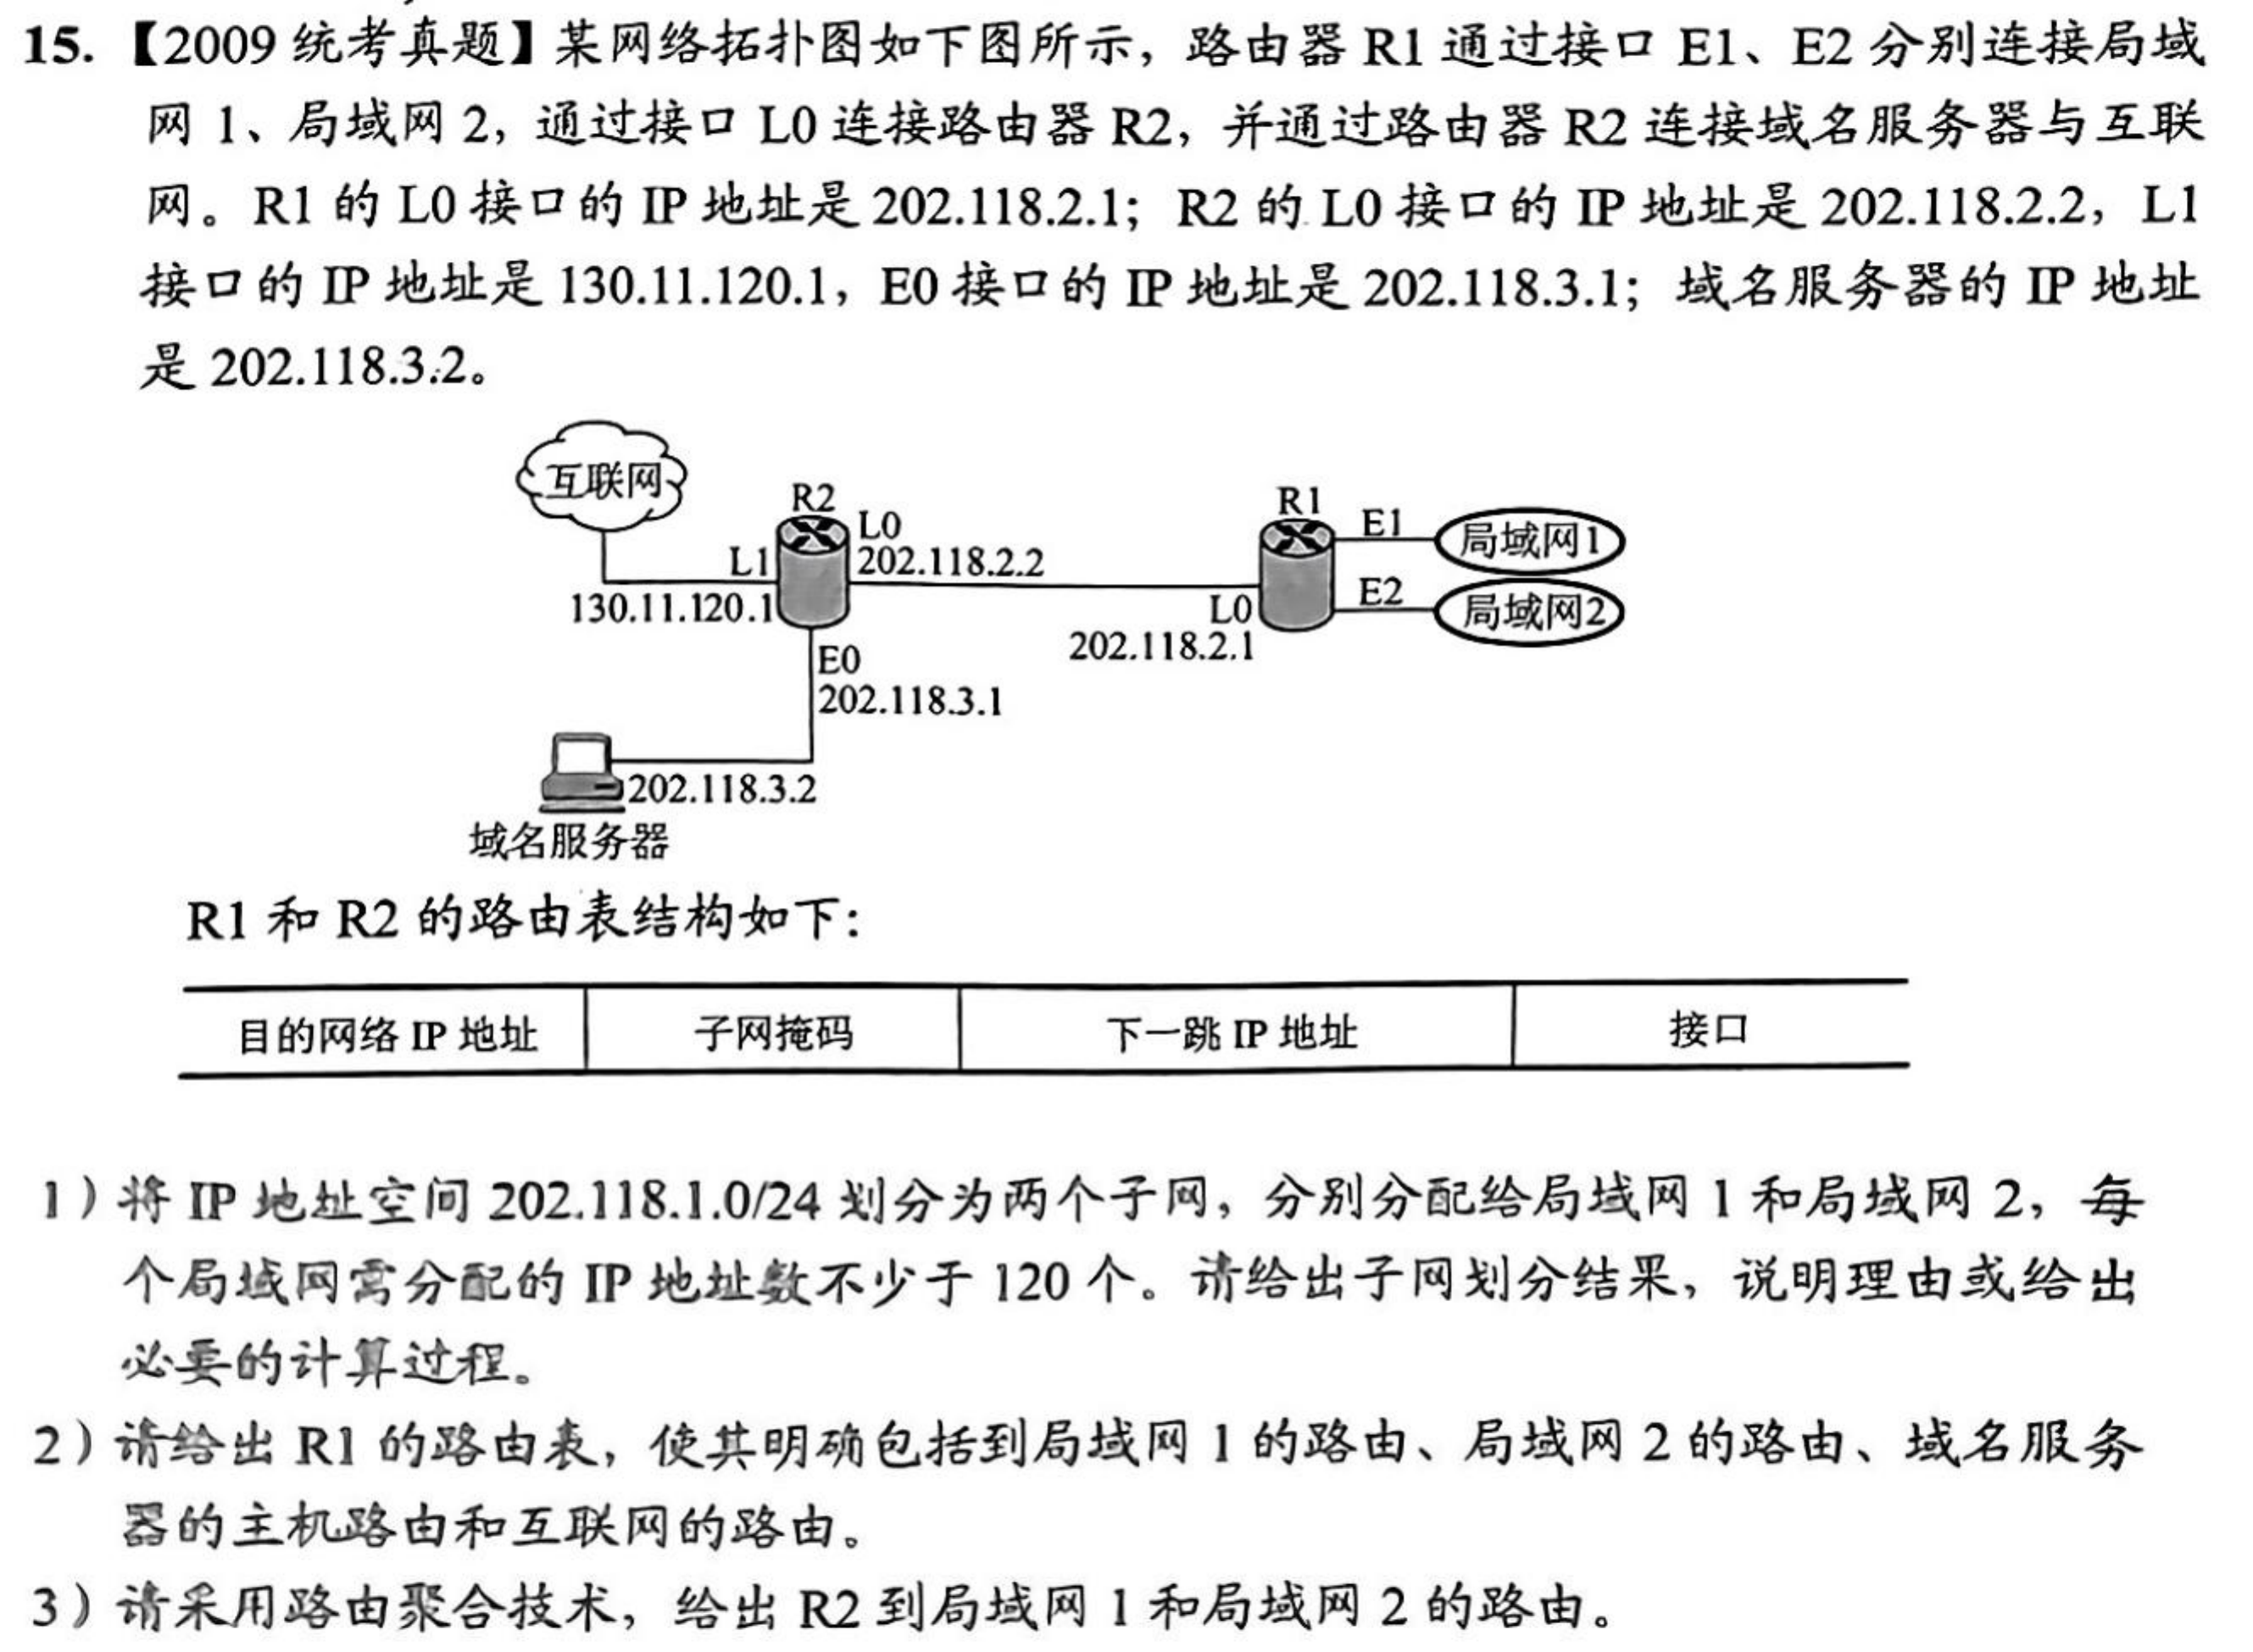 15.【2009统考真题】某网络拓扑图如下图所示，路由器 R1 通过接口 E1、E2 分别连接局域
网 1、局域网 2，通过接口 L0 连接路由器 R2，并通过路由器 R2 连接域名服务器与互联
网。R1 的 L0 接口的 IP 地址是 202.118.2.1；R2 的 L0 接口的 IP 地址是 202.118.2.2，L1
接口的 IP 地址是 130.11.120.1，E0 接口的 IP 地址是 202.118.3.1；域名服务器的 IP 地址
是 202.118.3.2。
互联网
R2
L0
202.118.2.2
L1
130.11.120.1
R1
E1
局域网1
E2
局域网2
L0
202.118.2.1
E0
202.118.3.1
202.118.3.2
域名服务器
R1 和 R2 的路由表结构如下：
目的网络 IP 地址 子网掩码 下一跳 IP 地址 接口
1）将 IP 地址空间 202.118.1.0/24 划分为两个子网，分别分配给局域网 1 和局域网 2，每
个局域网需分配的 IP 地址数不少于 120 个。请给出子网划分结果，说明理由或给出
必要的计算过程。
2）请给出 R1 的路由表，使其明确包括到局域网 1 的路由、局域网 2 的路由、域名服务
器的主机路由和互联网的路由。
3）请采用路由聚合技术，给出 R2 到局域网 1 和局域网 2 的路由。